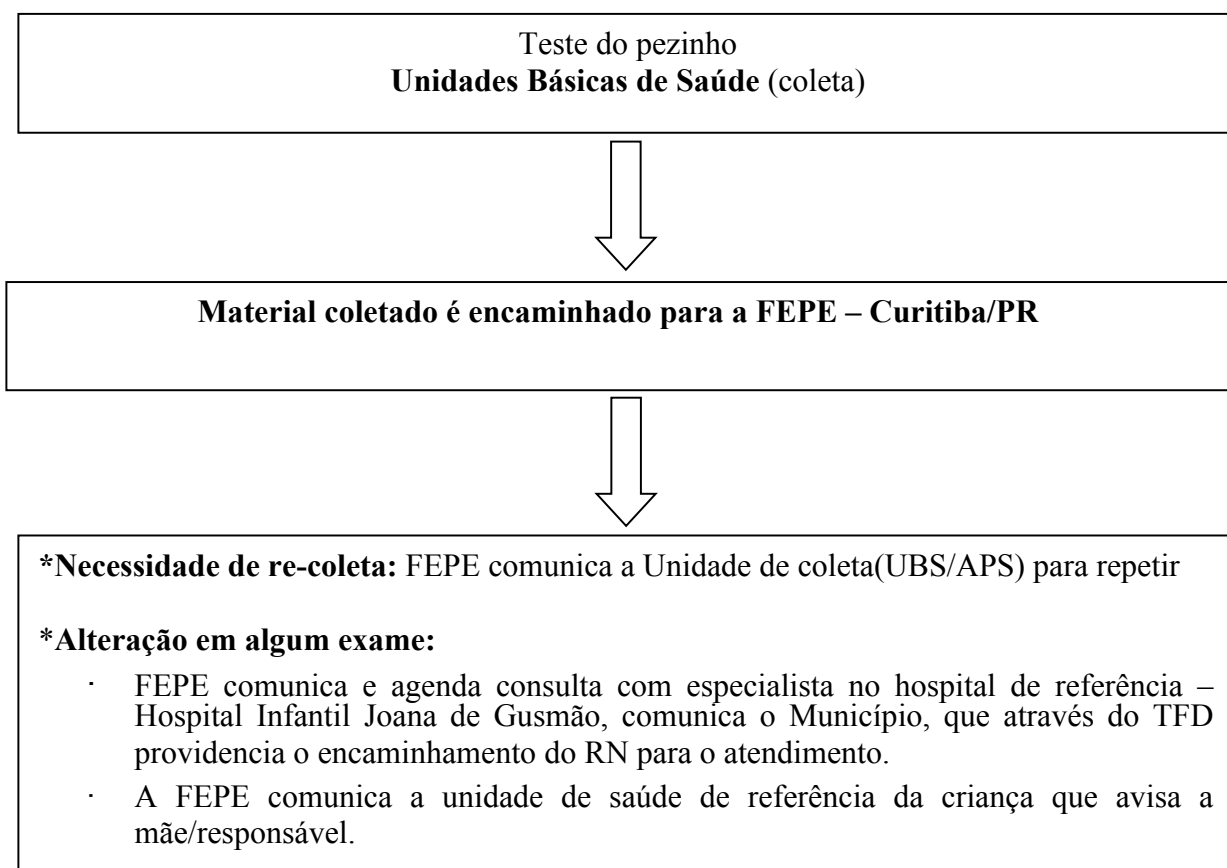 Teste do pezinho
Unidades Básicas de Saúde (coleta)
Material coletado é encaminhado para a FEPE – Curitiba/PR
*Necessidade de re-coleta: FEPE comunica a Unidade de coleta(UBS/APS) para repetir
*Alteração em algum exame:
· FEPE comunica e agenda consulta com especialista no hospital de referência –
Hospital Infantil Joana de Gusmão, comunica o Município, que através do TFD
providencia o encaminhamento do RN para o atendimento.
· A FEPE comunica a unidade de saúde de referência da criança que avisa a
mãe/responsável.